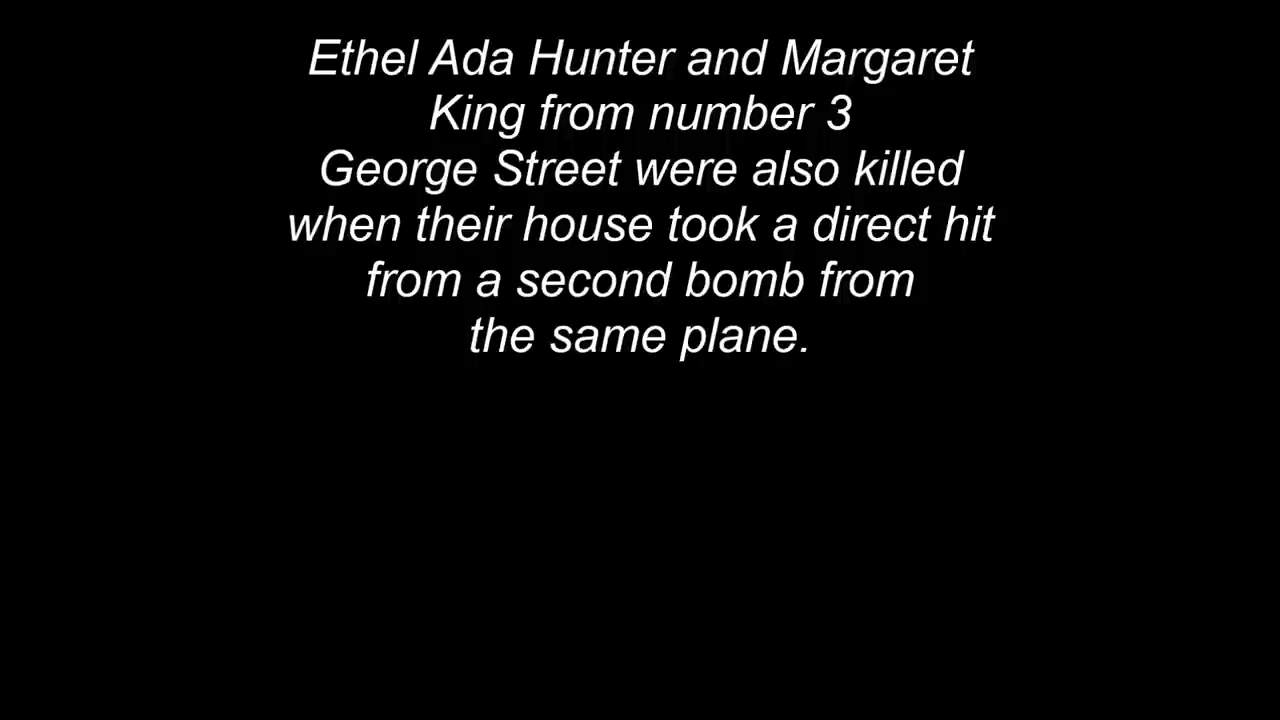 Ethel Ada Hunter and Margaret
King from number 3
George Street were also killed
when their house took a direct hit
from a second bomb from
the same plane.